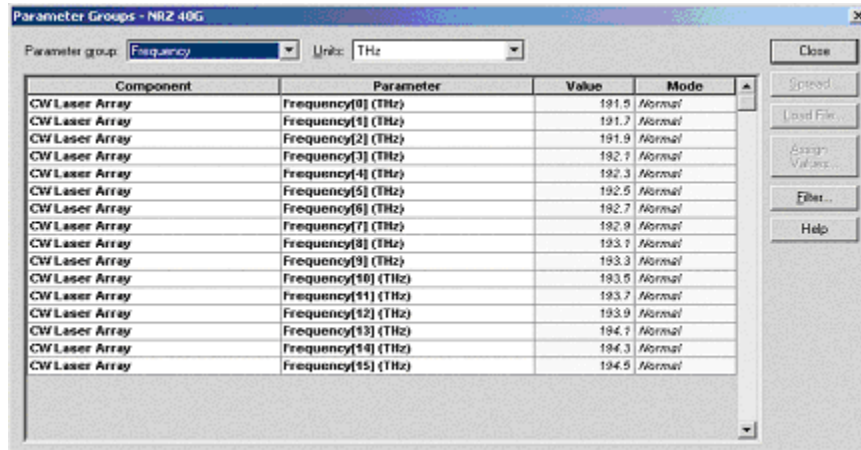 Parameter Groups - NRZ 40G
Parameter group: Frequency Units: THz Close
Component Parameter Value Mode Spread...
CW Laser Array Frequency[0] (THz) 191.5 Normal
CW Laser Array Frequency[1] (THz) 191.7 Normal Load File...
CW Laser Array Frequency[2] (THz) 191.9 Normal
CW Laser Array Frequency[3] (THz) 192.1 Normal Assign
CW Laser Array Frequency[4] (THz) 192.3 Normal Values...
CW Laser Array Frequency[5] (THz) 192.5 Normal
CW Laser Array Frequency[6] (THz) 192.7 Normal Filter...
CW Laser Array Frequency[7] (THz) 192.9 Normal
CW Laser Array Frequency[8] (THz) 193.1 Normal Help
CW Laser Array Frequency[9] (THz) 193.3 Normal
CW Laser Array Frequency[10] (THz) 193.5 Normal
CW Laser Array Frequency[11] (THz) 193.7 Normal
CW Laser Array Frequency[12] (THz) 193.9 Normal
CW Laser Array Frequency[13] (THz) 194.1 Normal
CW Laser Array Frequency[14] (THz) 194.3 Normal
CW Laser Array Frequency[15] (THz) 194.5 Normal